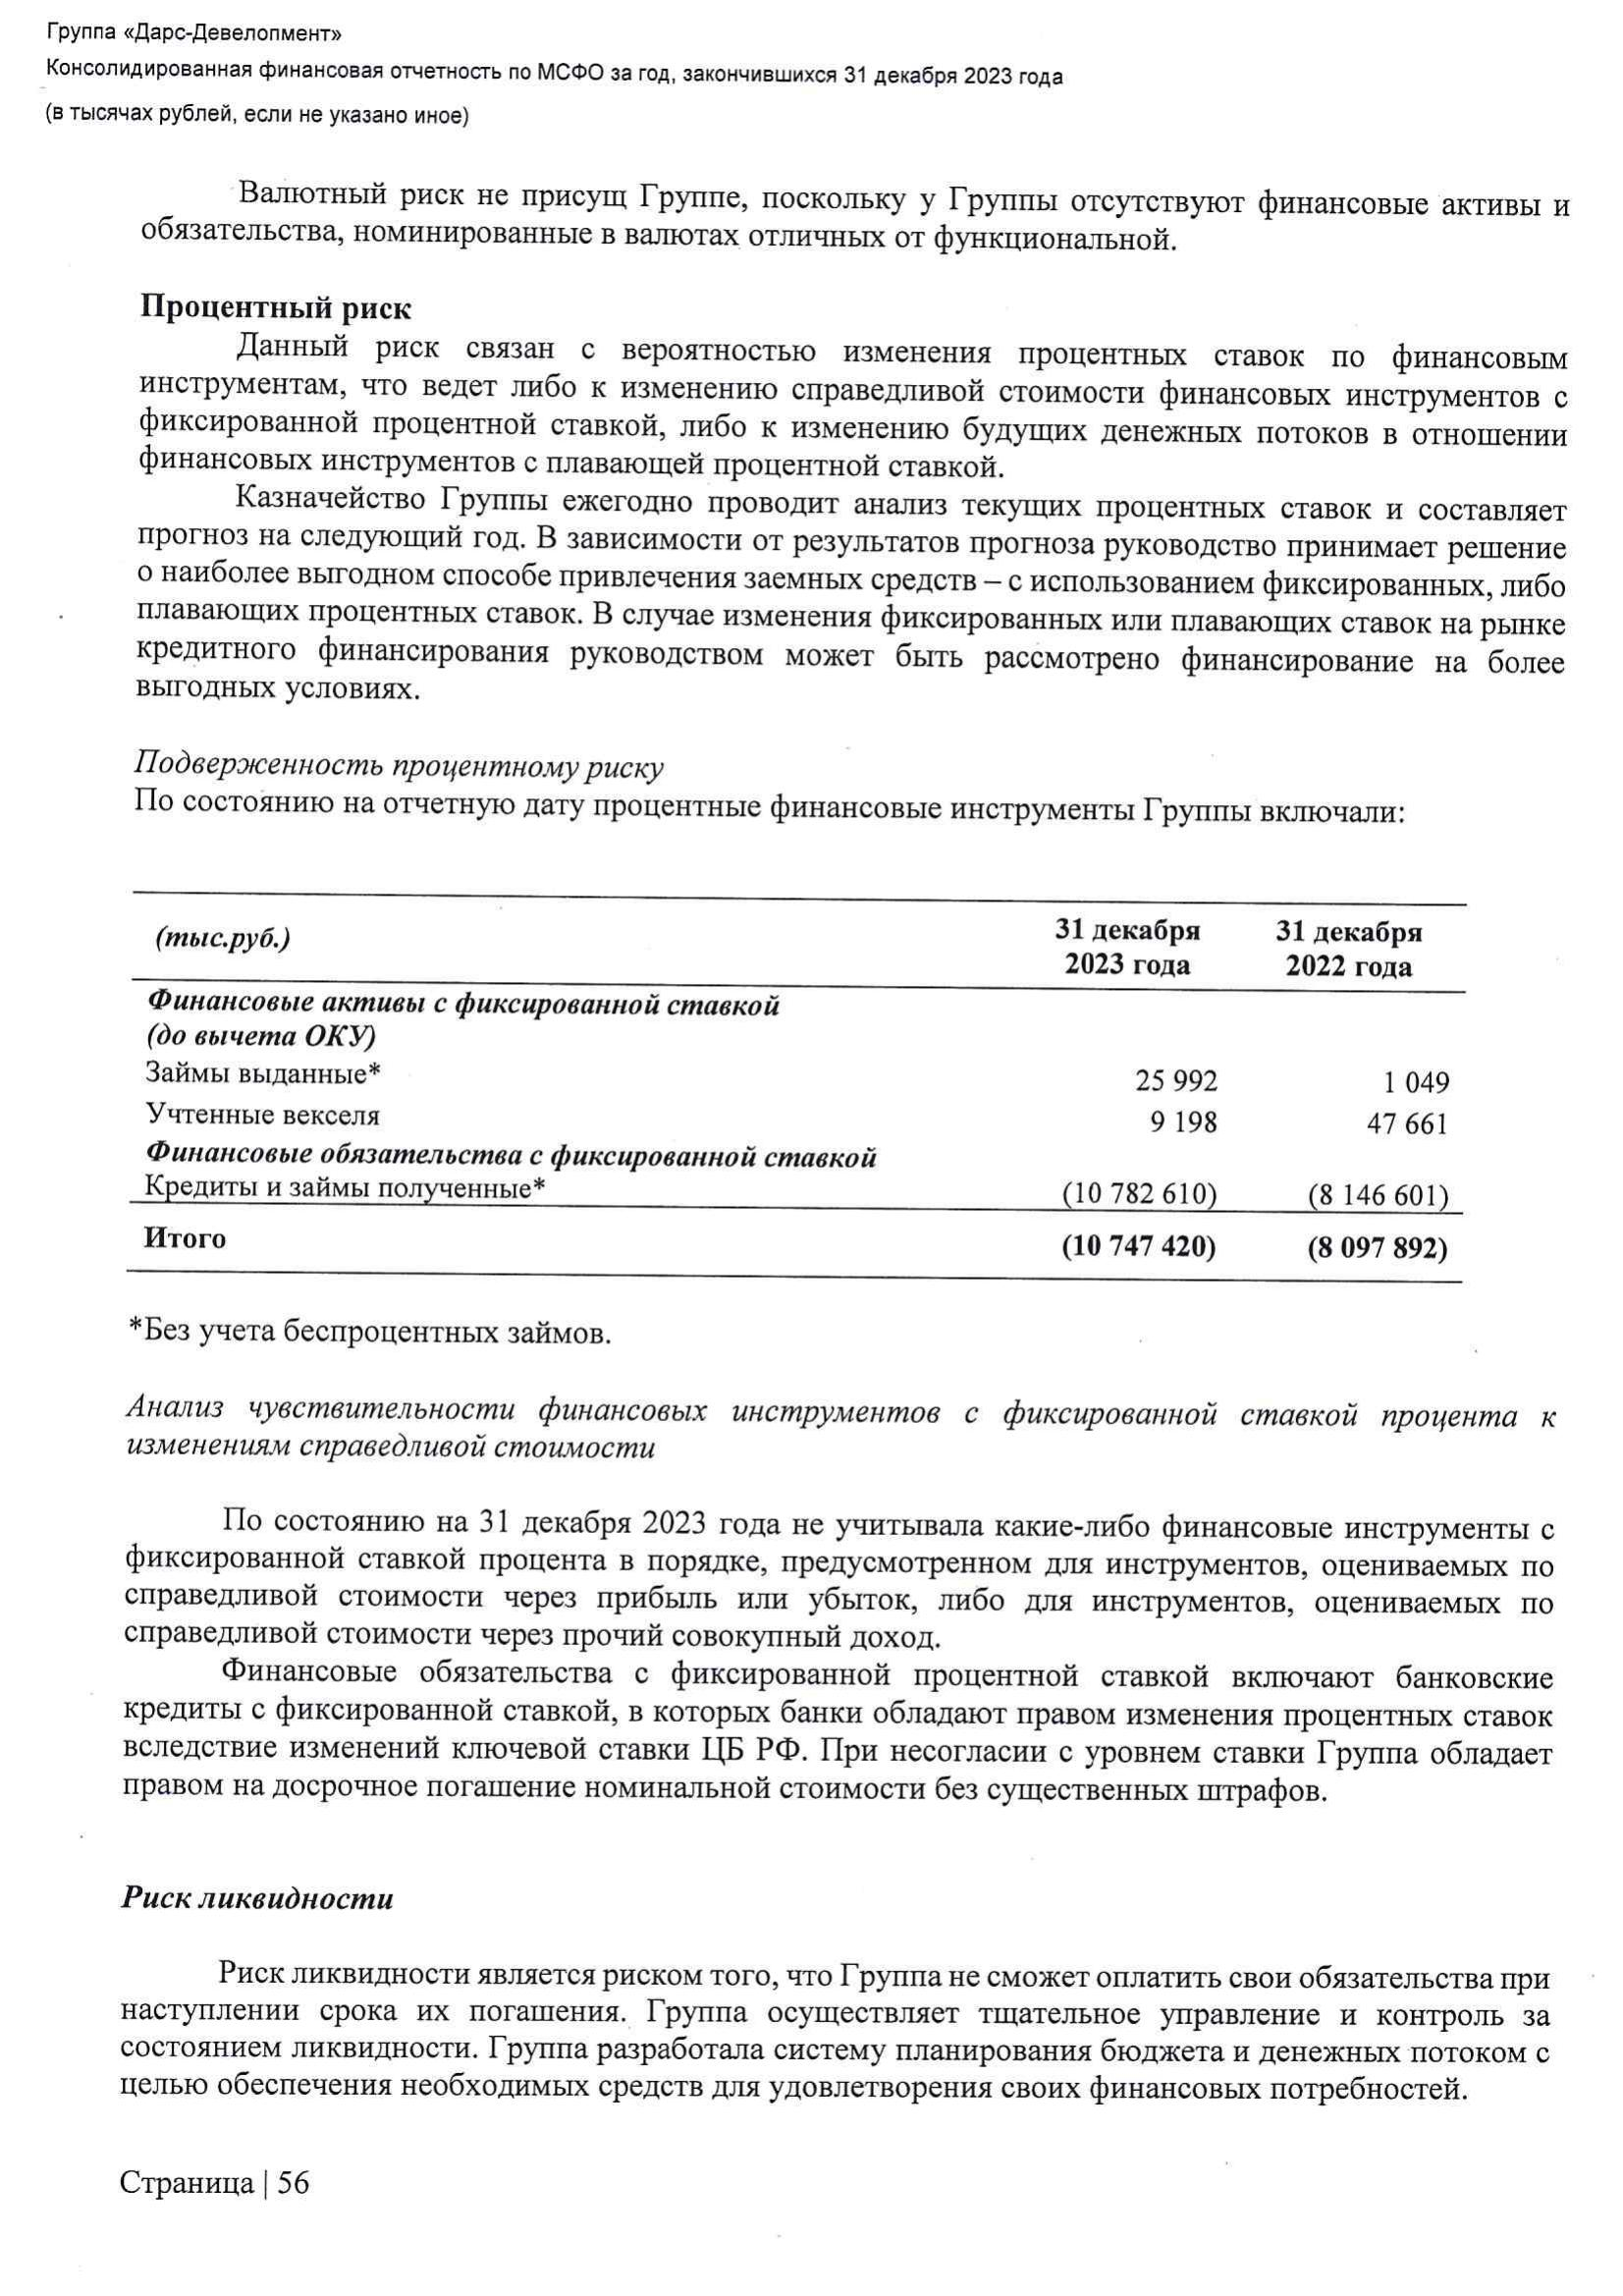 Группа «Дарс-Девелопмент»
Консолидированная финансовая отчетность по МСФО за год, закончившихся 31 декабря 2023 года
(в тысячах рублей, если не указано иное)
Валютный риск не присущ Группе, поскольку у Группы отсутствуют финансовые активы и
обязательства, номинированные в валютах отличных от функциональной.
Процентный риск
Данный риск связан с вероятностью изменения процентных ставок по финансовым
инструментам, что ведет либо к изменению справедливой стоимости финансовых инструментов с
фиксированной процентной ставкой, либо к изменению будущих денежных потоков в отношении
финансовых инструментов с плавающей процентной ставкой.
Казначейство Группы ежегодно проводит анализ текущих процентных ставок и составляет
прогноз на следующий год. В зависимости от результатов прогноза руководство принимает решение
о наиболее выгодном способе привлечения заемных средств – с использованием фиксированных, либо
плавающих процентных ставок. В случае изменения фиксированных или плавающих ставок на рынке
кредитного финансирования руководством может быть рассмотрено финансирование на более
выгодных условиях.
Подверженность процентному риску
По состоянию на отчетную дату процентные финансовые инструменты Группы включали:
(тыс.руб.) 31 декабря 2023 года 31 декабря 2022 года
Финансовые активы с фиксированной ставкой
(до вычета ОКУ)
Займы выданные* 25 992 1 049
Учтенные векселя 9 198 47 661
Финансовые обязательства с фиксированной ставкой
Кредиты и займы полученные* (10 782 610) (8 146 601)
Итого (10 747 420) (8 097 892)
*Без учета беспроцентных займов.
Анализ чувствительности финансовых инструментов с фиксированной ставкой процента к
изменениям справедливой стоимости
По состоянию на 31 декабря 2023 года не учитывала какие-либо финансовые инструменты с
фиксированной ставкой процента в порядке, предусмотренном для инструментов, оцениваемых по
справедливой стоимости через прибыль или убыток, либо для инструментов, оцениваемых по
справедливой стоимости через прочий совокупный доход.
Финансовые обязательства с фиксированной процентной ставкой включают банковские
кредиты с фиксированной ставкой, в которых банки обладают правом изменения процентных ставок
вследствие изменений ключевой ставки ЦБ РФ. При несогласии с уровнем ставки Группа обладает
правом на досрочное погашение номинальной стоимости без существенных штрафов.
Риск ликвидности
Риск ликвидности является риском того, что Группа не сможет оплатить свои обязательства при
наступлении срока их погашения. Группа осуществляет тщательное управление и контроль за
состоянием ликвидности. Группа разработала систему планирования бюджета и денежных потоком с
целью обеспечения необходимых средств для удовлетворения своих финансовых потребностей.
Страница | 56